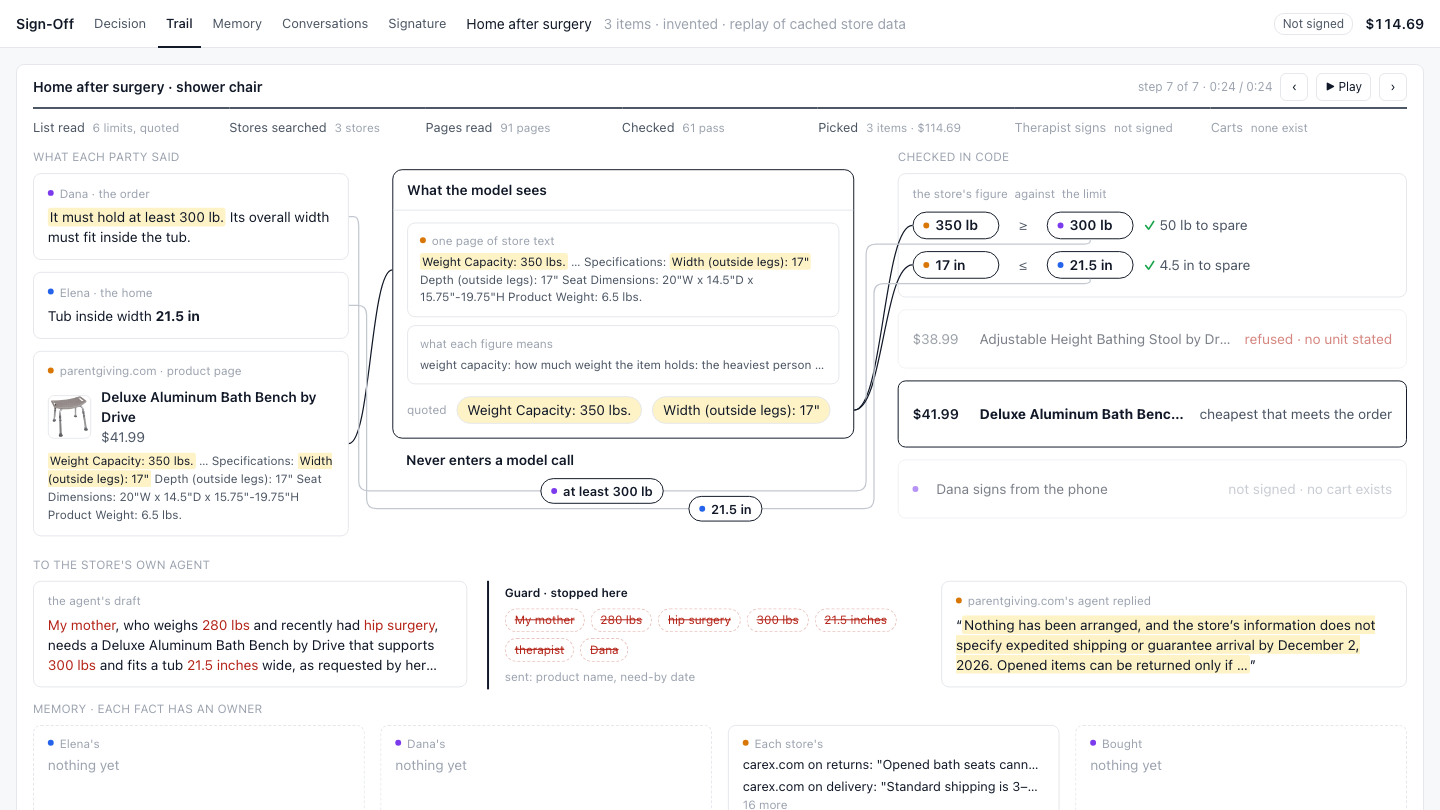 Sign-Off Decision Trail Memory Conversations Signature Home after surgery 3 items · invented · replay of cached store data Not signed $114.69
Home after surgery · shower chair step 7 of 7 · 0:24 / 0:24 ‹ ▶ Play ›
List read 6 limits, quoted Stores searched 3 stores Pages read 91 pages Checked 61 pass Picked 3 items · $114.69 Therapist signs not signed Carts none exist
WHAT EACH PARTY SAID
Dana · the order
It must hold at least 300 lb. Its overall width
must fit inside the tub.
Elena · the home
Tub inside width 21.5 in
parentgiving.com · product page
Deluxe Aluminum Bath Bench by
Drive
$41.99
Weight Capacity: 350 lbs. ... Specifications: Width
(outside legs): 17" Depth (outside legs): 17" Seat
Dimensions: 20"W x 14.5"D x 15.75"-19.75"H
Product Weight: 6.5 lbs.
What the model sees
one page of store text
Weight Capacity: 350 lbs. ... Specifications: Width (outside legs): 17"
Depth (outside legs): 17" Seat Dimensions: 20"W x 14.5"D x
15.75"-19.75"H Product Weight: 6.5 lbs.
what each figure means
weight capacity: how much weight the item holds: the heaviest person ...
quoted Weight Capacity: 350 lbs. Width (outside legs): 17"
Never enters a model call
at least 300 lb
21.5 in
CHECKED IN CODE
the store's figure against the limit
350 lb ≥ 300 lb ✓ 50 lb to spare
17 in ≤ 21.5 in ✓ 4.5 in to spare
$38.99 Adjustable Height Bathing Stool by Dr... refused · no unit stated
$41.99 Deluxe Aluminum Bath Benc... cheapest that meets the order
Dana signs from the phone not signed · no cart exists
TO THE STORE'S OWN AGENT
the agent's draft
My mother, who weighs 280 lbs and recently had hip surgery,
needs a Deluxe Aluminum Bath Bench by Drive that supports
300 lbs and fits a tub 21.5 inches wide, as requested by her...
Guard · stopped here
My mother 280 lbs hip surgery 300 lbs 21.5 inches
therapist Dana
sent: product name, need-by date
parentgiving.com's agent replied
“Nothing has been arranged, and the store’s information does not
specify expedited shipping or guarantee arrival by December 2,
2026. Opened items can be returned only if ...”
MEMORY · EACH FACT HAS AN OWNER
Elena's
nothing yet
Dana's
nothing yet
Each store's
carex.com on returns: "Opened bath seats cann...
carex.com on delivery: "Standard shipping is 3–...
16 more
Bought
nothing yet